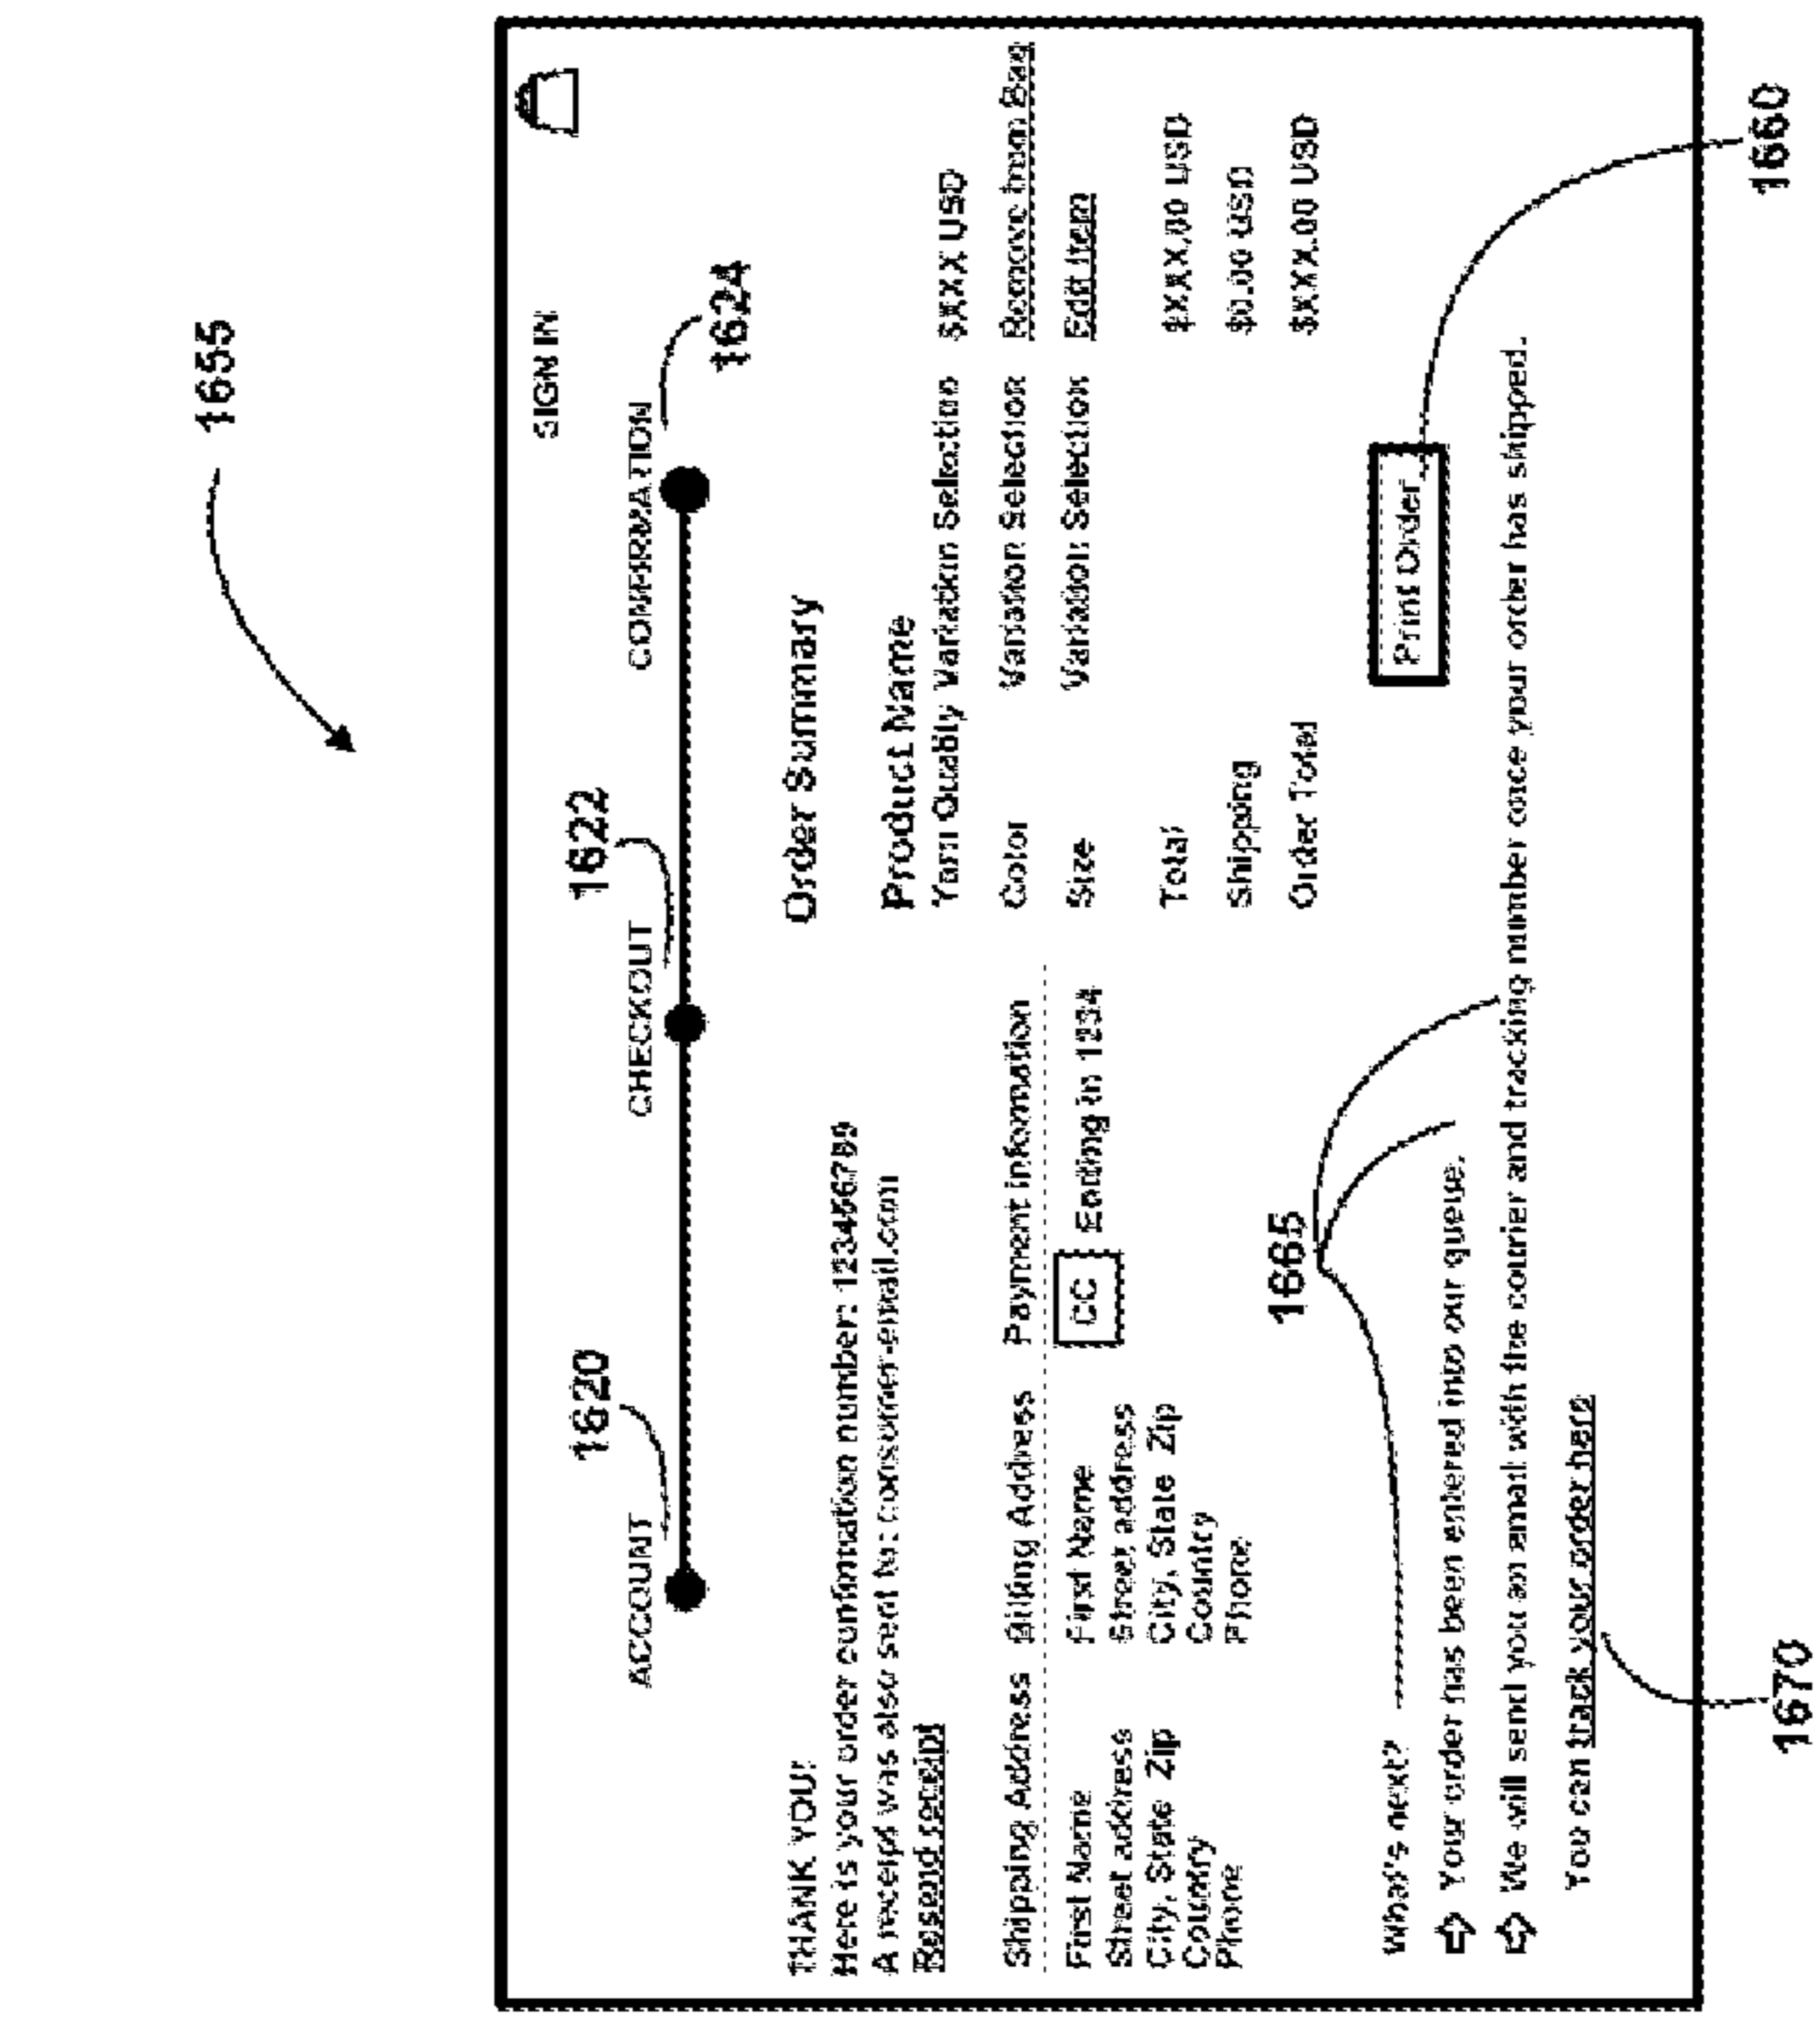 1655
SIGN IN
1620
1622
ACCOUNT
CHECKOUT
CONFIRMATION
1624
THANK YOU!
Here is your order confirmation number: 123456789
A receipt was also sent to: consumer-email.com
Resend receipt
Order Summary
Product Name
Yarn Quality Variation Selection $XXX USD
Color Variation Selection Remove from Bag
Size Variation Selection Edit Item
Total $XXX.00 USD
Shipping $0.00 USD
Order Total $XXX.00 USD
Shipping Address Billing Address Payment Information
First Name First Name CC Ending in 1234
Street address Street address
City, State Zip City, State Zip
Country Country
Phone Phone
1665
What's next?
Print Order
Your order has been entered into our queue.
We will send you an email with the courier and tracking number once your order has shipped.
You can track your order here
1670
1660